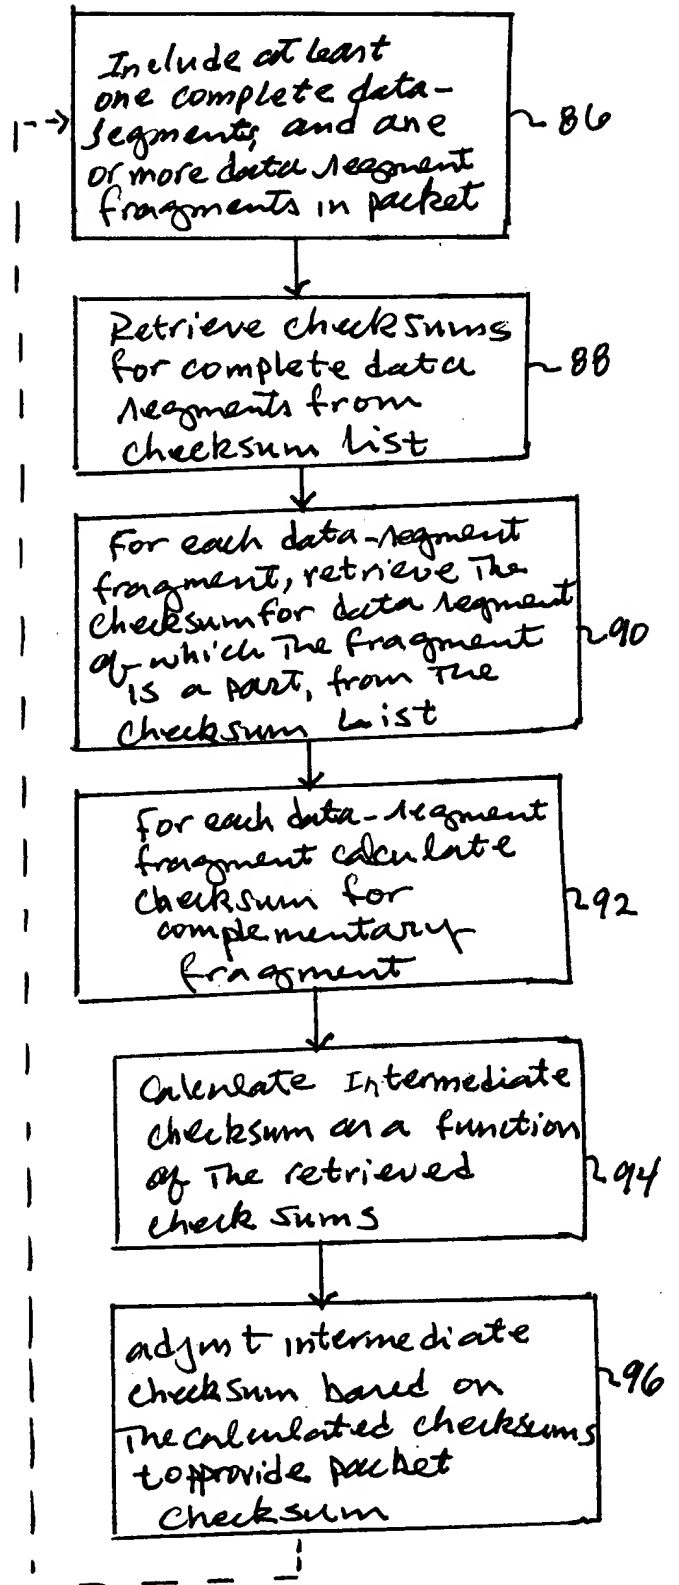 Include at least
one complete data-
segments, and one
or more data segment
fragments in packet
86
Retrieve checksums
for complete data
segments from
checksum list
88
For each data-segment
fragment, retrieve The
checksum for data segment
of which The fragment
is a part, from The
checksum List
90
For each data-segment
fragment calculate
checksum for
complementary
fragment
92
Calculate Intermediate
checksum as a function
of The retrieved
check sums
94
adjust intermediate
checksum based on
The calculated checksums
to pprovide packet
checksum
96